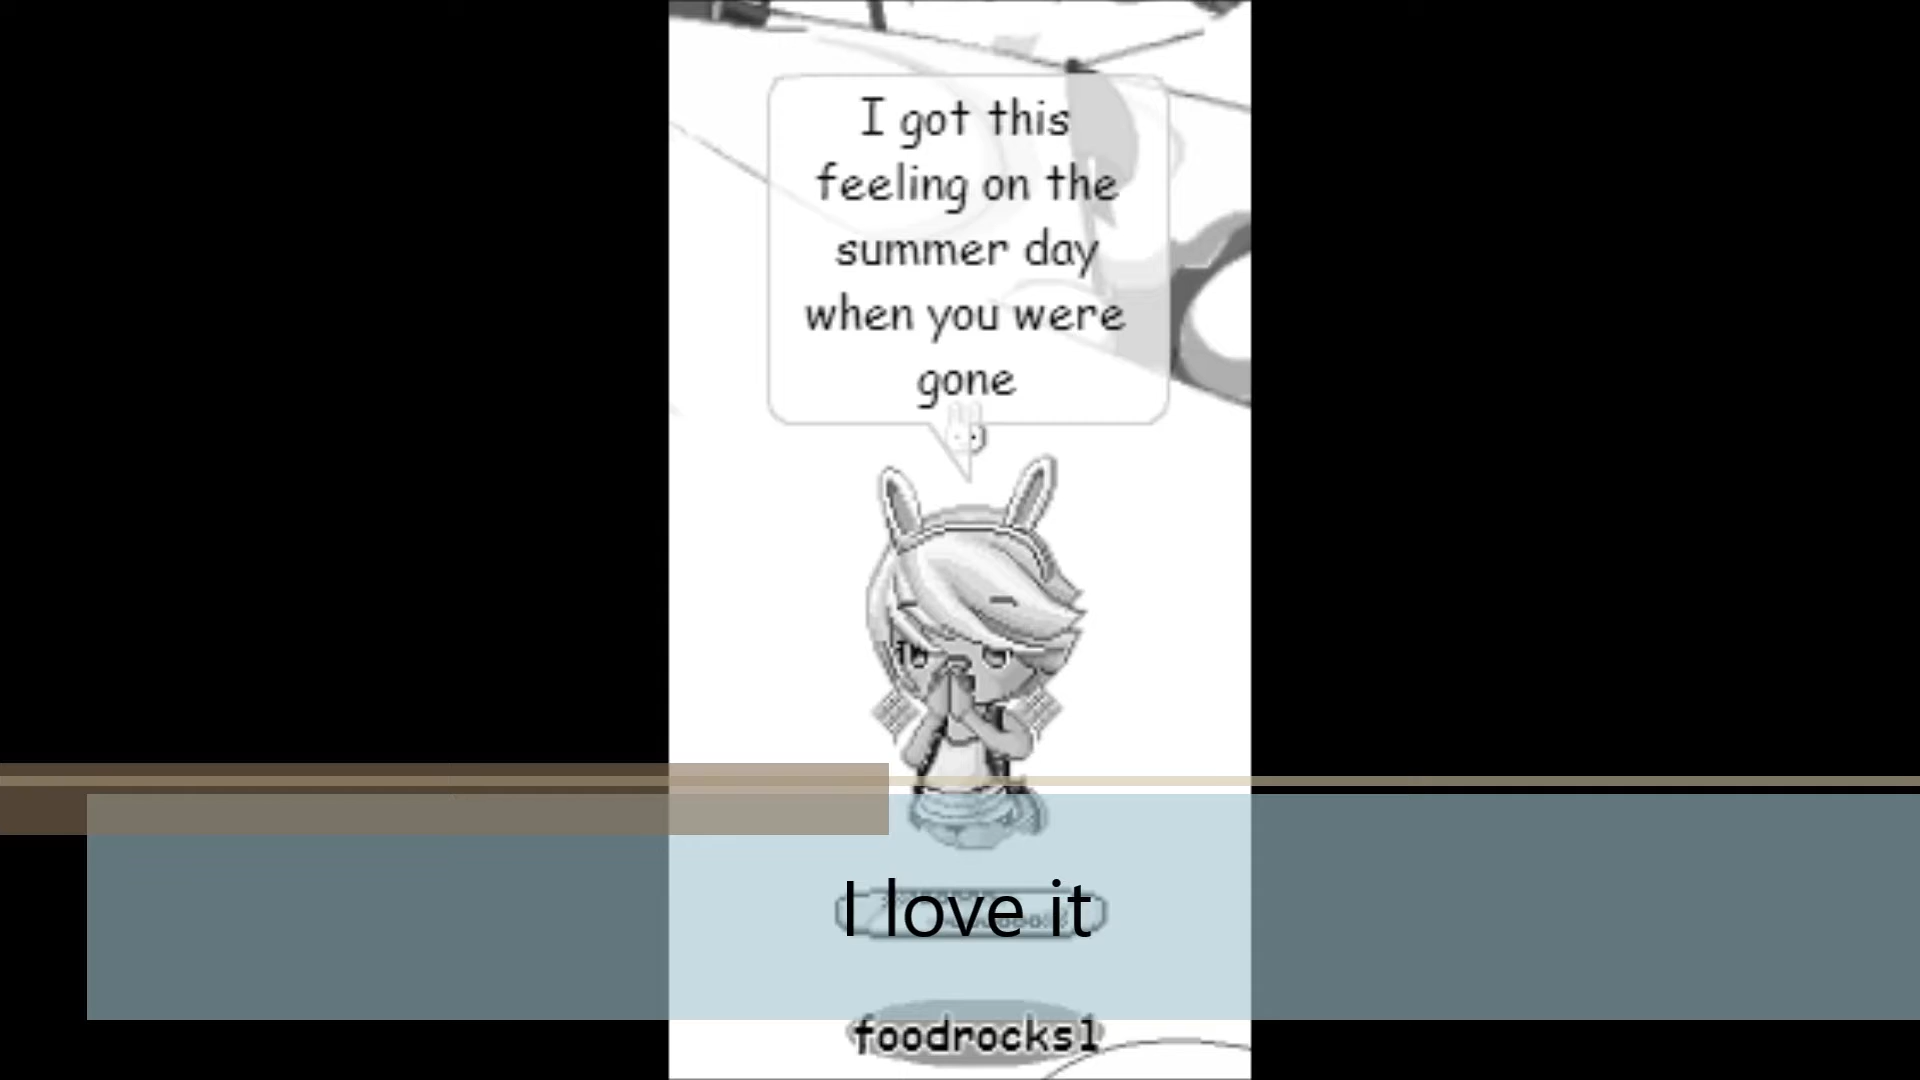 I got this
feeling on the
summer day
when you were
gone
I love it
foodrocks1